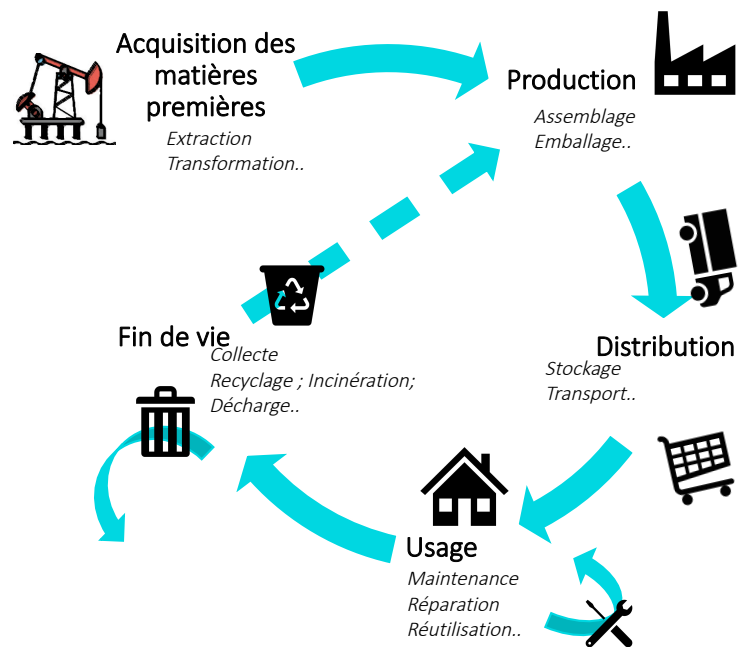 Acquisition des
matières
premières
Extraction
Transformation..
Production
Assemblage
Emballage..
Distribution
Stockage
Transport..
Usage
Maintenance
Réparation
Réutilisation..
Fin de vie
Collecte
Recyclage ; Incinération;
Décharge..